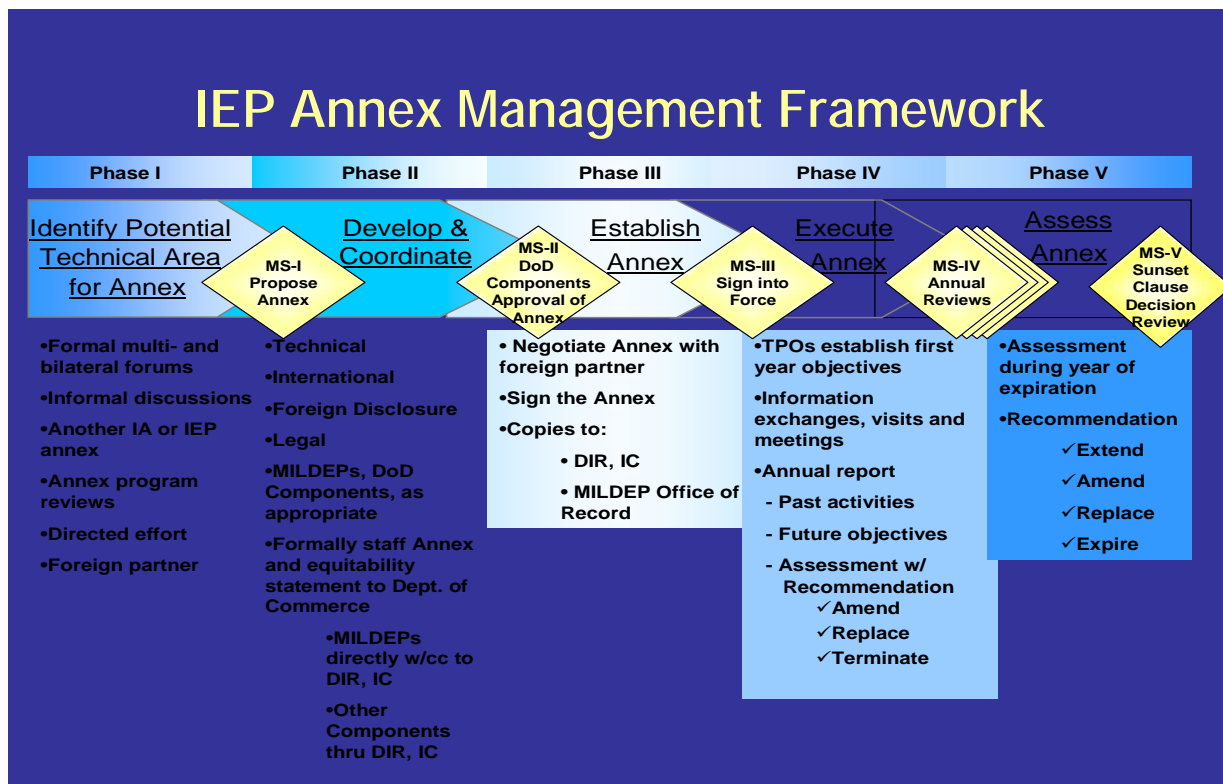 IEP Annex Management Framework
Phase I
Phase II
Phase III
Phase IV
Phase V
Identify Potential
Technical Area
for Annex
MS-I
Propose
Annex
Develop &
Coordinate
MS-II
DoD
Components
Approval of
Annex
Establish
Annex
MS-III
Sign into
Force
Execute
Annex
MS-IV
Annual
Reviews
Assess
Annex
MS-V
Sunset
Clause
Decision
Review
•Formal multi- and
bilateral forums
•Informal discussions
•Another IA or IEP
annex
•Annex program
reviews
•Directed effort
•Foreign partner
•Technical
•International
•Foreign Disclosure
•Legal
•MILDEPs, DoD
Components, as
appropriate
•Formally staff Annex
and equitability
statement to Dept. of
Commerce
•MILDEPs
directly w/cc to
DIR, IC
•Other
Components
thru DIR, IC
• Negotiate Annex with
foreign partner
•Sign the Annex
•Copies to:
• DIR, IC
• MILDEP Office of
Record
•TPOs establish first
year objectives
•Information
exchanges, visits and
meetings
•Annual report
- Past activities
- Future objectives
- Assessment w/
Recommendation
✓Amend
✓Replace
✓Terminate
•Assessment
during year of
expiration
•Recommendation
✓Extend
✓Amend
✓Replace
✓Expire